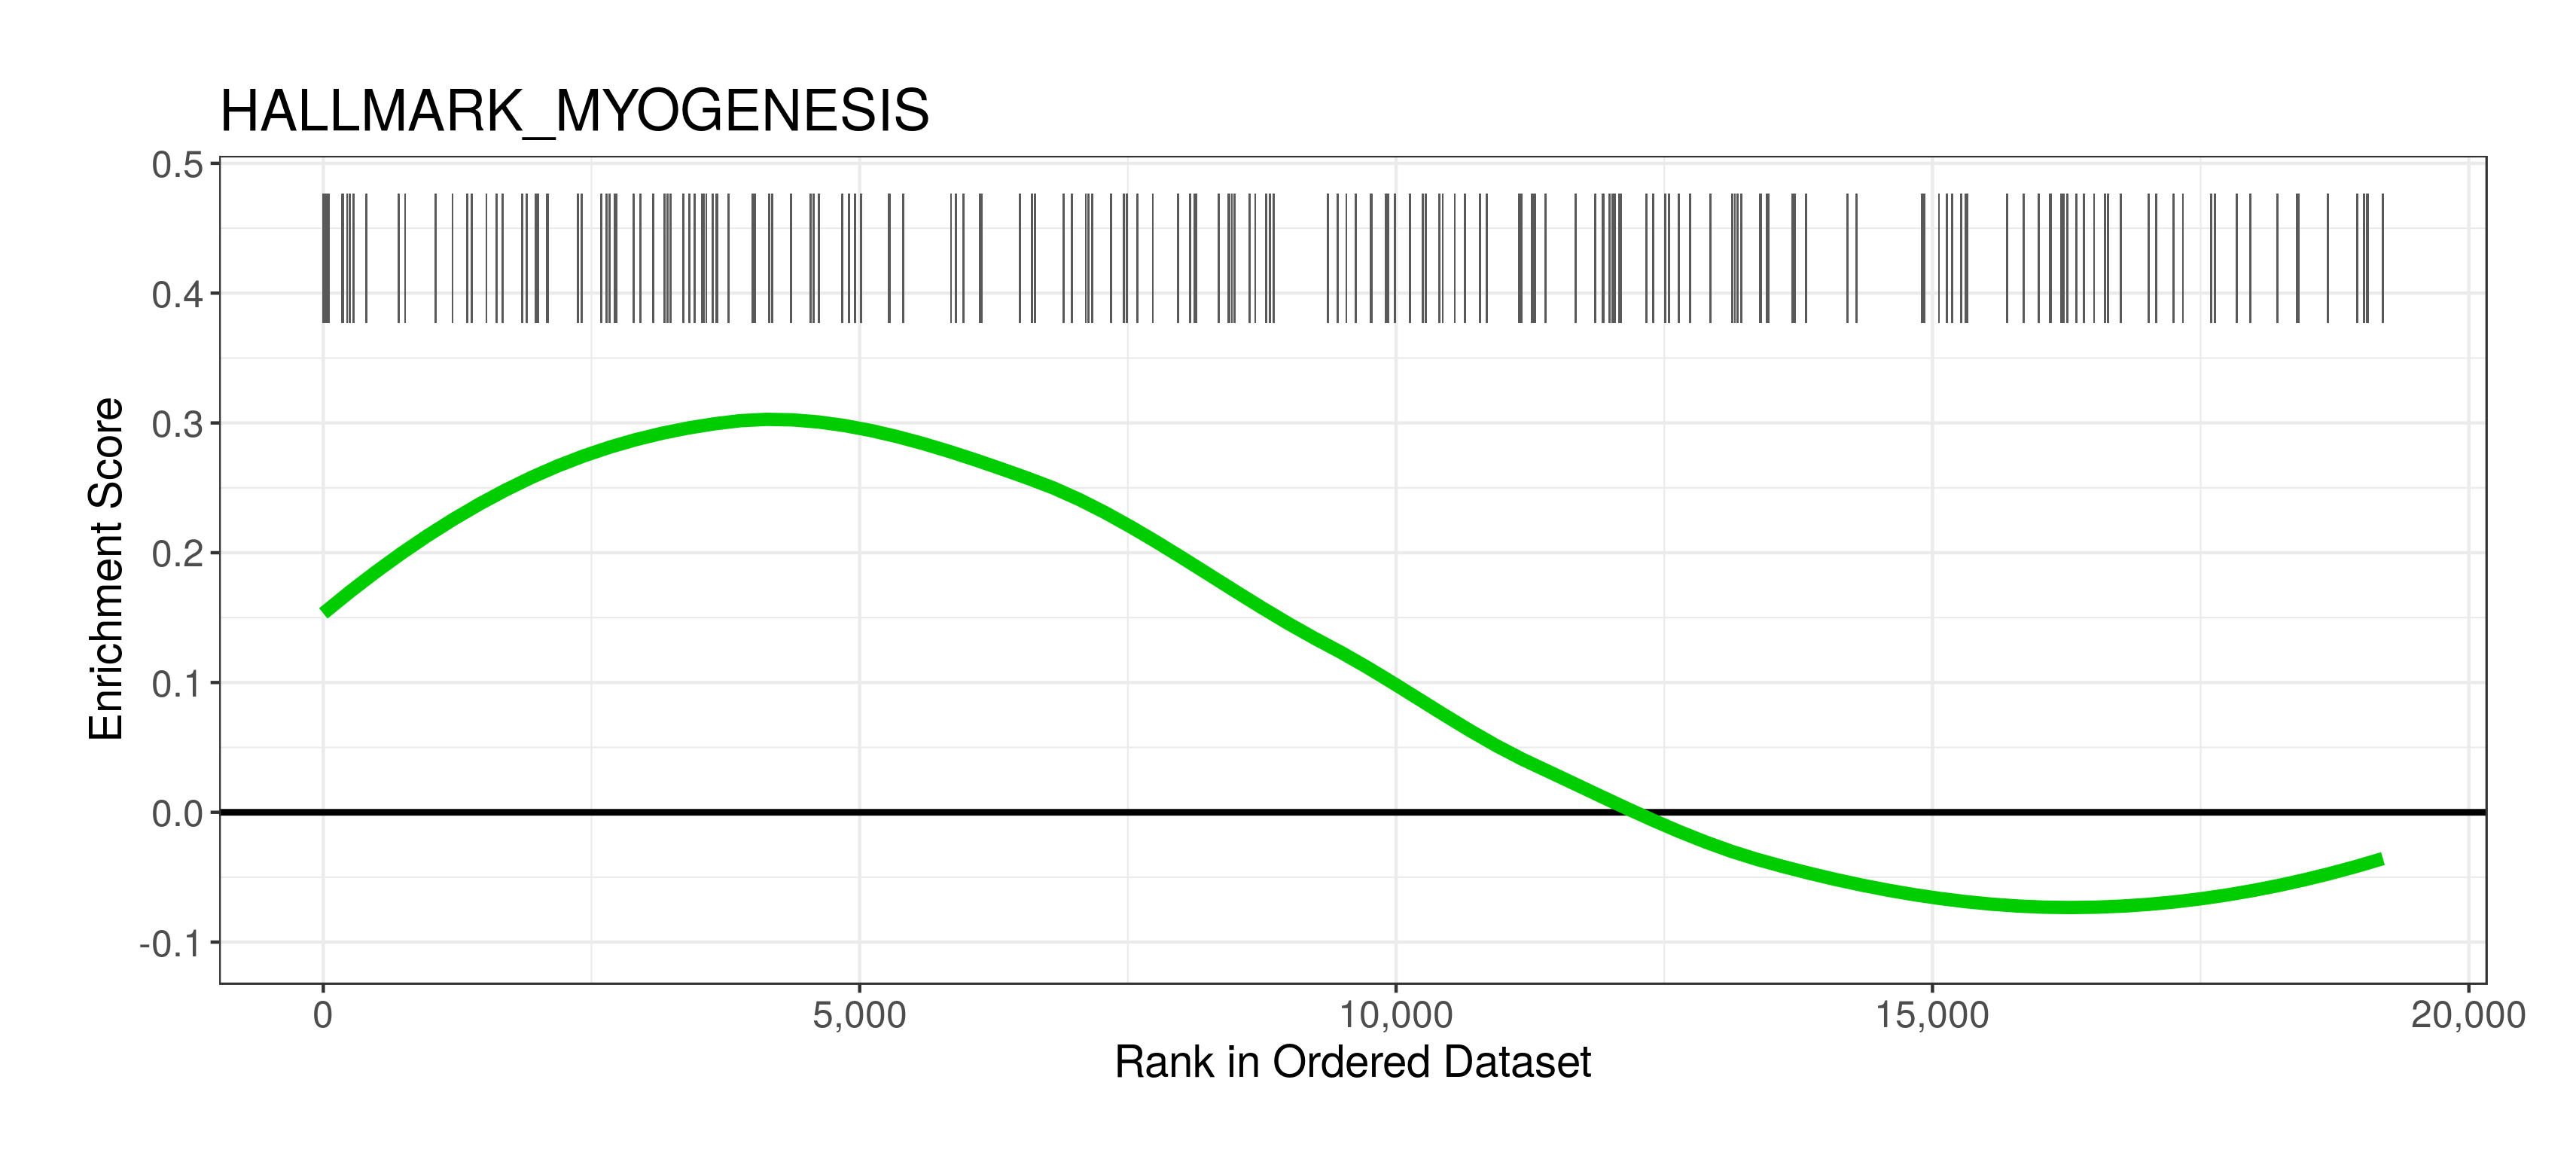 HALLMARK_MYOGENESIS
0.5
0.4
0.3
0.2
0.1
0.0
-0.1
Enrichment Score
0 5,000 10,000 15,000 20,000
Rank in Ordered Dataset